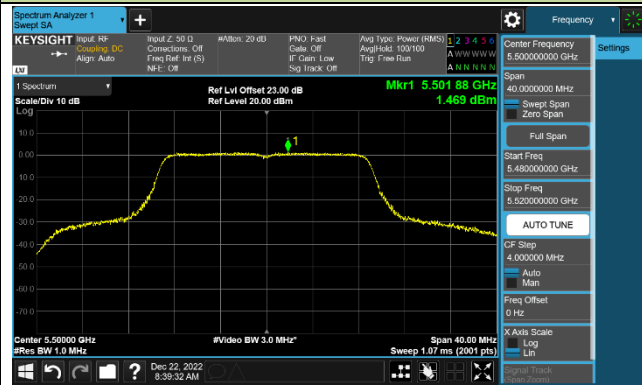 Spectrum Analyzer 1
Swept SA
Frequency
KEYSIGHT
Input: RF
Coupling: DC
Align: Auto
LXI
Input Z: 50 Ω
Corrections: Off
Freq Ref: Int (S)
NFE: Off
#Atten: 20 dB
PNO: Fast
Gate: Off
IF Gain: Low
Sig Track: Off
Avg Type: Power (RMS)
Avg|Hold: 100/100
Trig: Free Run
1 2 3 4 5 6
A W W W W W
A N N N N N
1 Spectrum
Scale/Div 10 dB
Log
Ref Lvl Offset 23.00 dB
Ref Level 20.00 dBm
Mkr1 5.501 88 GHz
1.469 dBm
10.0
0.00
-10.0
-20.0
-30.0
-40.0
-50.0
-60.0
-70.0
1
Center 5.50000 GHz
#Res BW 1.0 MHz
#Video BW 3.0 MHz*
Span 40.00 MHz
Sweep 1.07 ms (2001 pts)
Dec 22, 2022
8:39:32 AM
Center Frequency
5.500000000 GHz
Span
40.0000000 MHz
Swept Span
Zero Span
Full Span
Start Freq
5.480000000 GHz
Stop Freq
5.520000000 GHz
AUTO TUNE
CF Step
4.000000 MHz
Auto
Man
Freq Offset
0 Hz
X Axis Scale
Log
Lin
Signal Track
(Span Zoom)
Settings